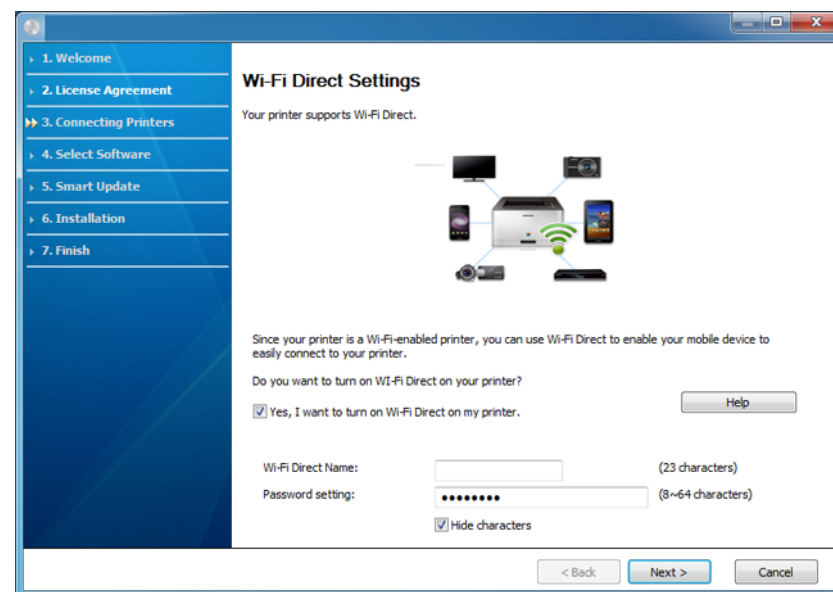 1. Welcome
2. License Agreement
3. Connecting Printers
4. Select Software
5. Smart Update
6. Installation
7. Finish
Wi-Fi Direct Settings
Your printer supports Wi-Fi Direct.
Since your printer is a Wi-Fi-enabled printer, you can use Wi-Fi Direct to enable your mobile device to
easily connect to your printer.
Do you want to turn on WI-Fi Direct on your printer?
Yes, I want to turn on Wi-Fi Direct on my printer.
Help
Wi-Fi Direct Name: (23 characters)
Password setting: ●●●●●●●● (8~64 characters)
Hide characters
< Back Next > Cancel